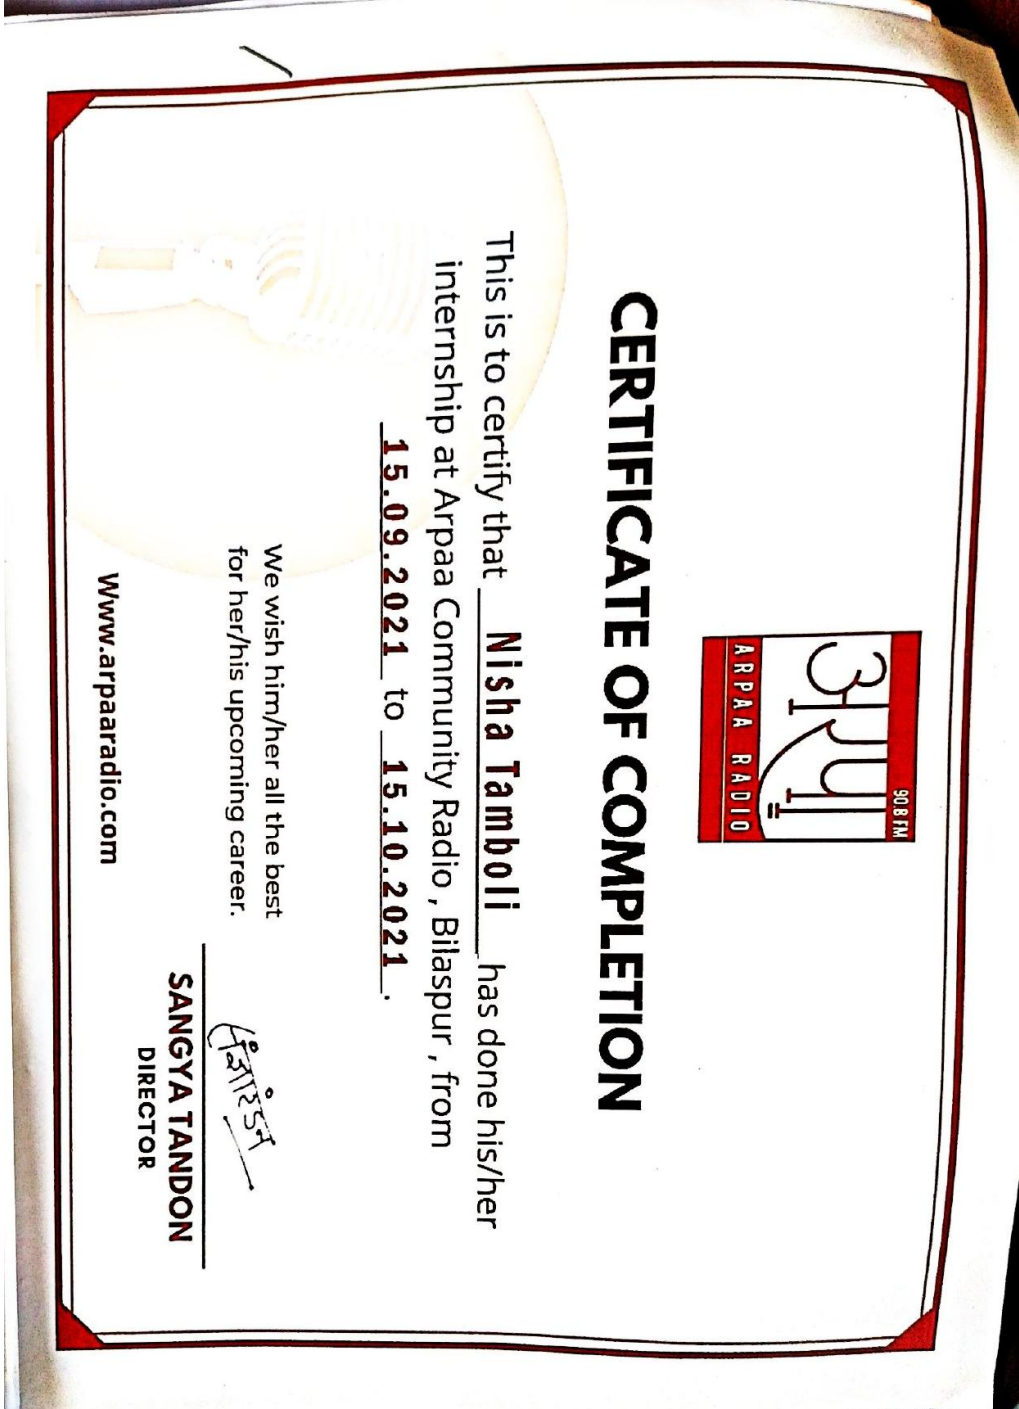 90.8 FM
अरपा
ARPAA RADIO
CERTIFICATE OF COMPLETION
This is to certify that Nisha Tamboli has done his/her
internship at Arpaa Community Radio , Bilaspur , from
15.09.2021 to 15.10.2021 .
We wish him/her all the best
for her/his upcoming career.
संज्ञा टंडन
SANGYA TANDON
DIRECTOR
Www.arpaaradio.com